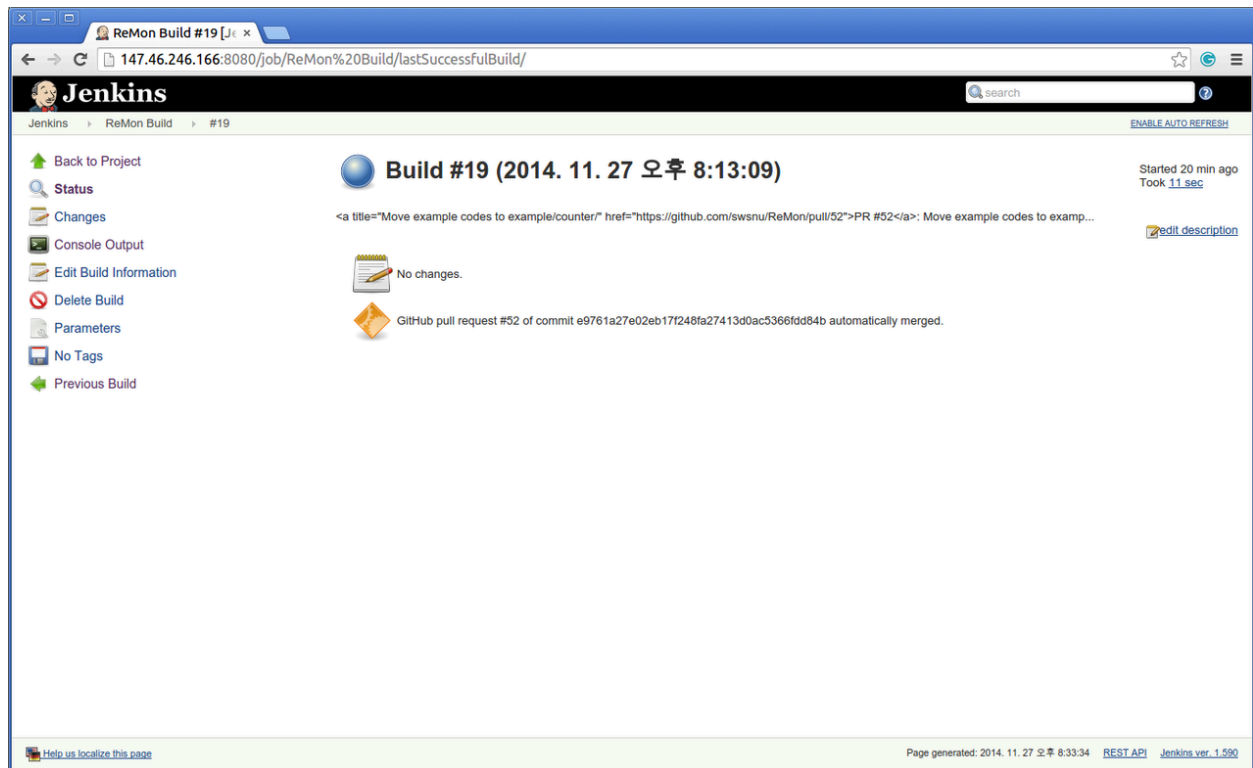 ReMon Build #19 [Je
147.46.246.166:8080/job/ReMon%20Build/lastSuccessfulBuild/
Jenkins
search
Jenkins ReMon Build #19
ENABLE AUTO REFRESH
Back to Project
Status
Changes
Console Output
Edit Build Information
Delete Build
Parameters
No Tags
Previous Build
Build #19 (2014. 11. 27 오후 8:13:09)
Started 20 min ago
Took 11 sec
<a title="Move example codes to example/counter/" href="https://github.com/swsnu/ReMon/pull/52">PR #52</a>: Move example codes to examp...
edit description
No changes.
GitHub pull request #52 of commit e9761a27e02eb17f248fa27413d0ac5366fdd84b automatically merged.
Help us localize this page
Page generated: 2014. 11. 27 오후 8:33:34 REST API Jenkins ver. 1.590